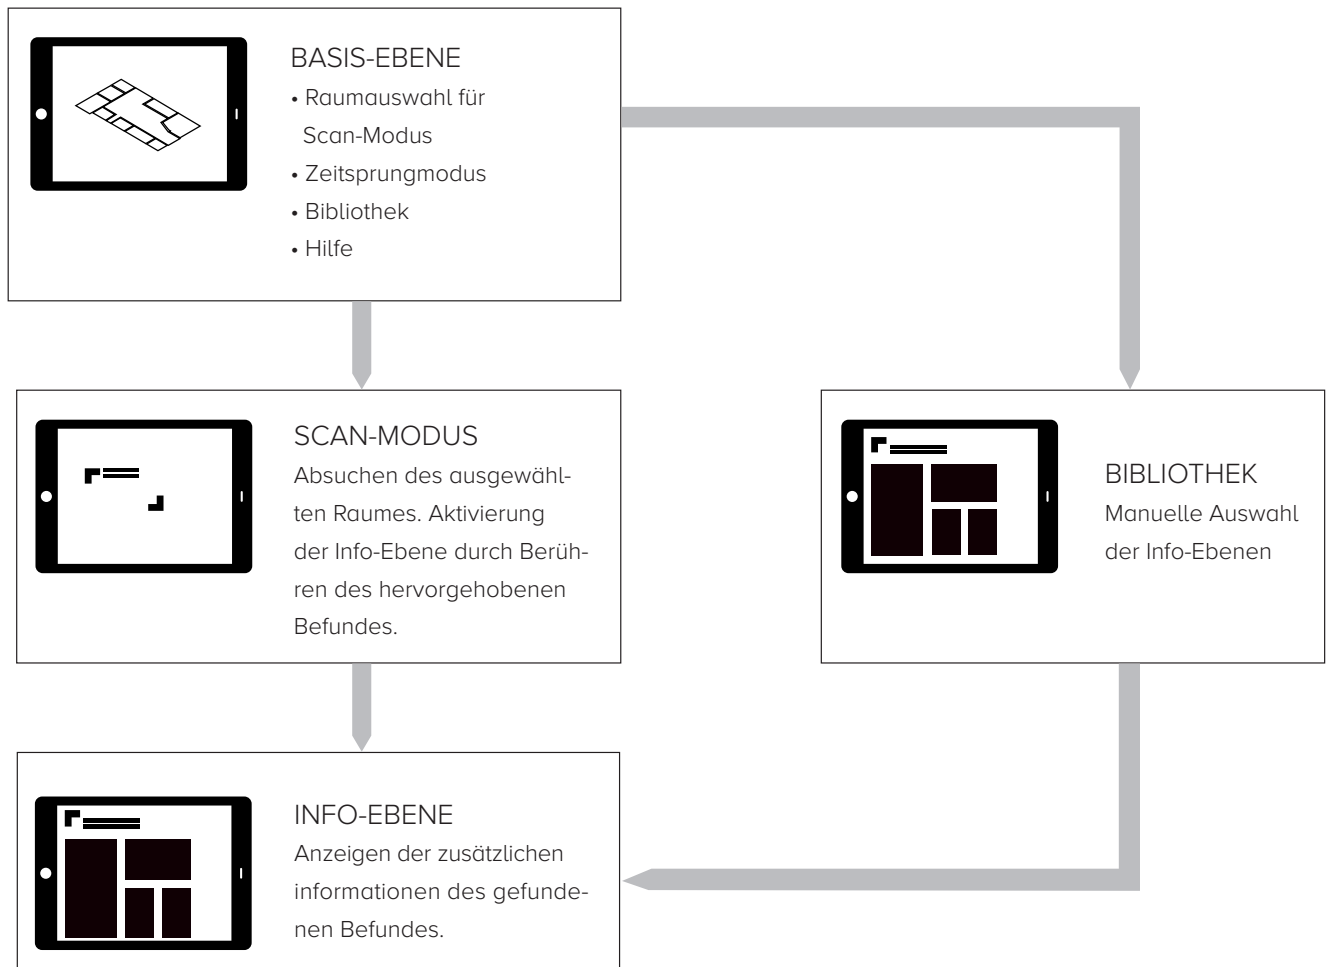 BASIS-EBENE
• Raumauswahl für
Scan-Modus
• Zeitsprungmodus
• Bibliothek
• Hilfe
SCAN-MODUS
Absuchen des ausgewähl-
ten Raumes. Aktivierung
der Info-Ebene durch Berüh-
ren des hervorgehobenen
Befundes.
BIBLIOTHEK
Manuelle Auswahl
der Info-Ebenen
INFO-EBENE
Anzeigen der zusätzlichen
informationen des gefunde-
nen Befundes.